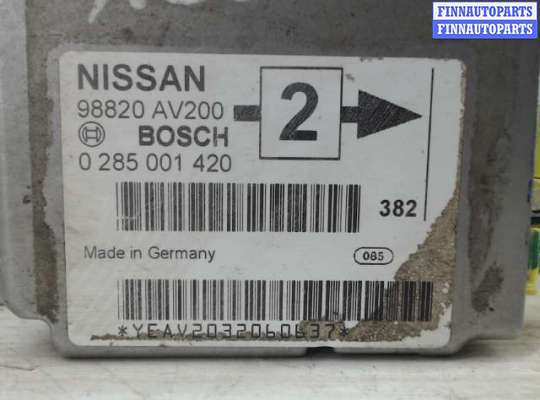 FINNAUTOPARTS
FINNAUTOPARTS
NISSAN
98820 AV200
2
BOSCH
0 285 001 420
382
Made in Germany
085
*YEAV2032060637*